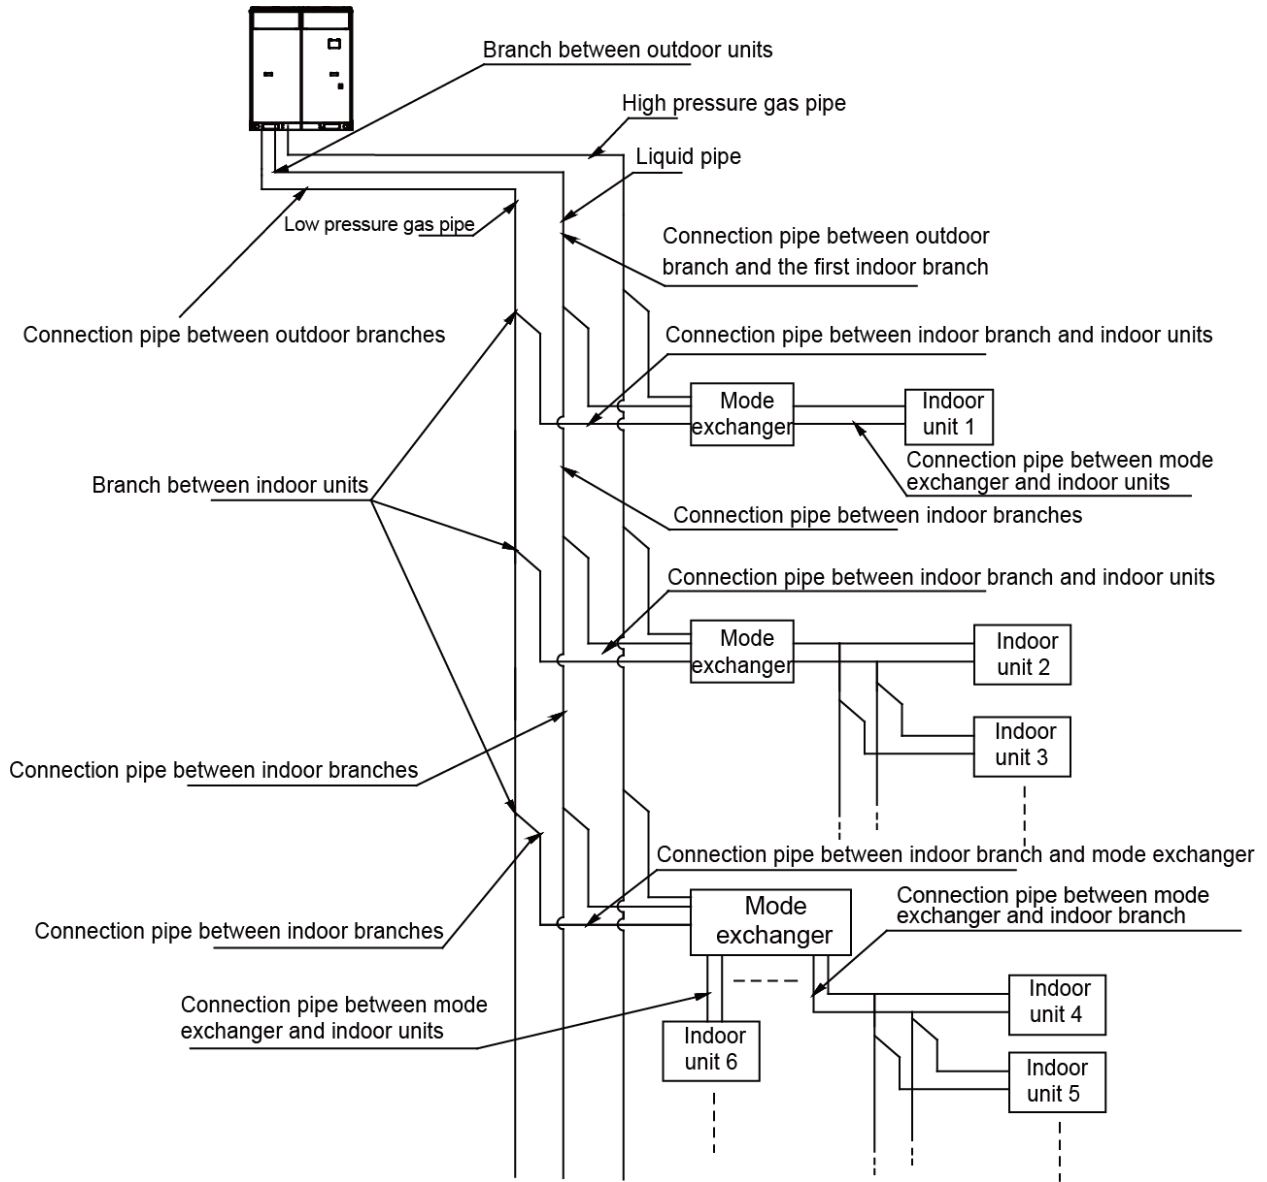 Branch between outdoor units
High pressure gas pipe
Liquid pipe
Low pressure gas pipe
Connection pipe between outdoor
branch and the first indoor branch
Connection pipe between outdoor branches
Connection pipe between indoor branch and indoor units
Mode
exchanger
Indoor
unit 1
Connection pipe between mode
exchanger and indoor units
Branch between indoor units
Connection pipe between indoor branches
Connection pipe between indoor branch and indoor units
Mode
exchanger
Indoor
unit 2
Indoor
unit 3
Connection pipe between indoor branches
Connection pipe between indoor branch and mode exchanger
Connection pipe between mode
exchanger and indoor branch
Mode
exchanger
Connection pipe between indoor branches
Connection pipe between mode
exchanger and indoor units
Indoor
unit 4
Indoor
unit 6
Indoor
unit 5